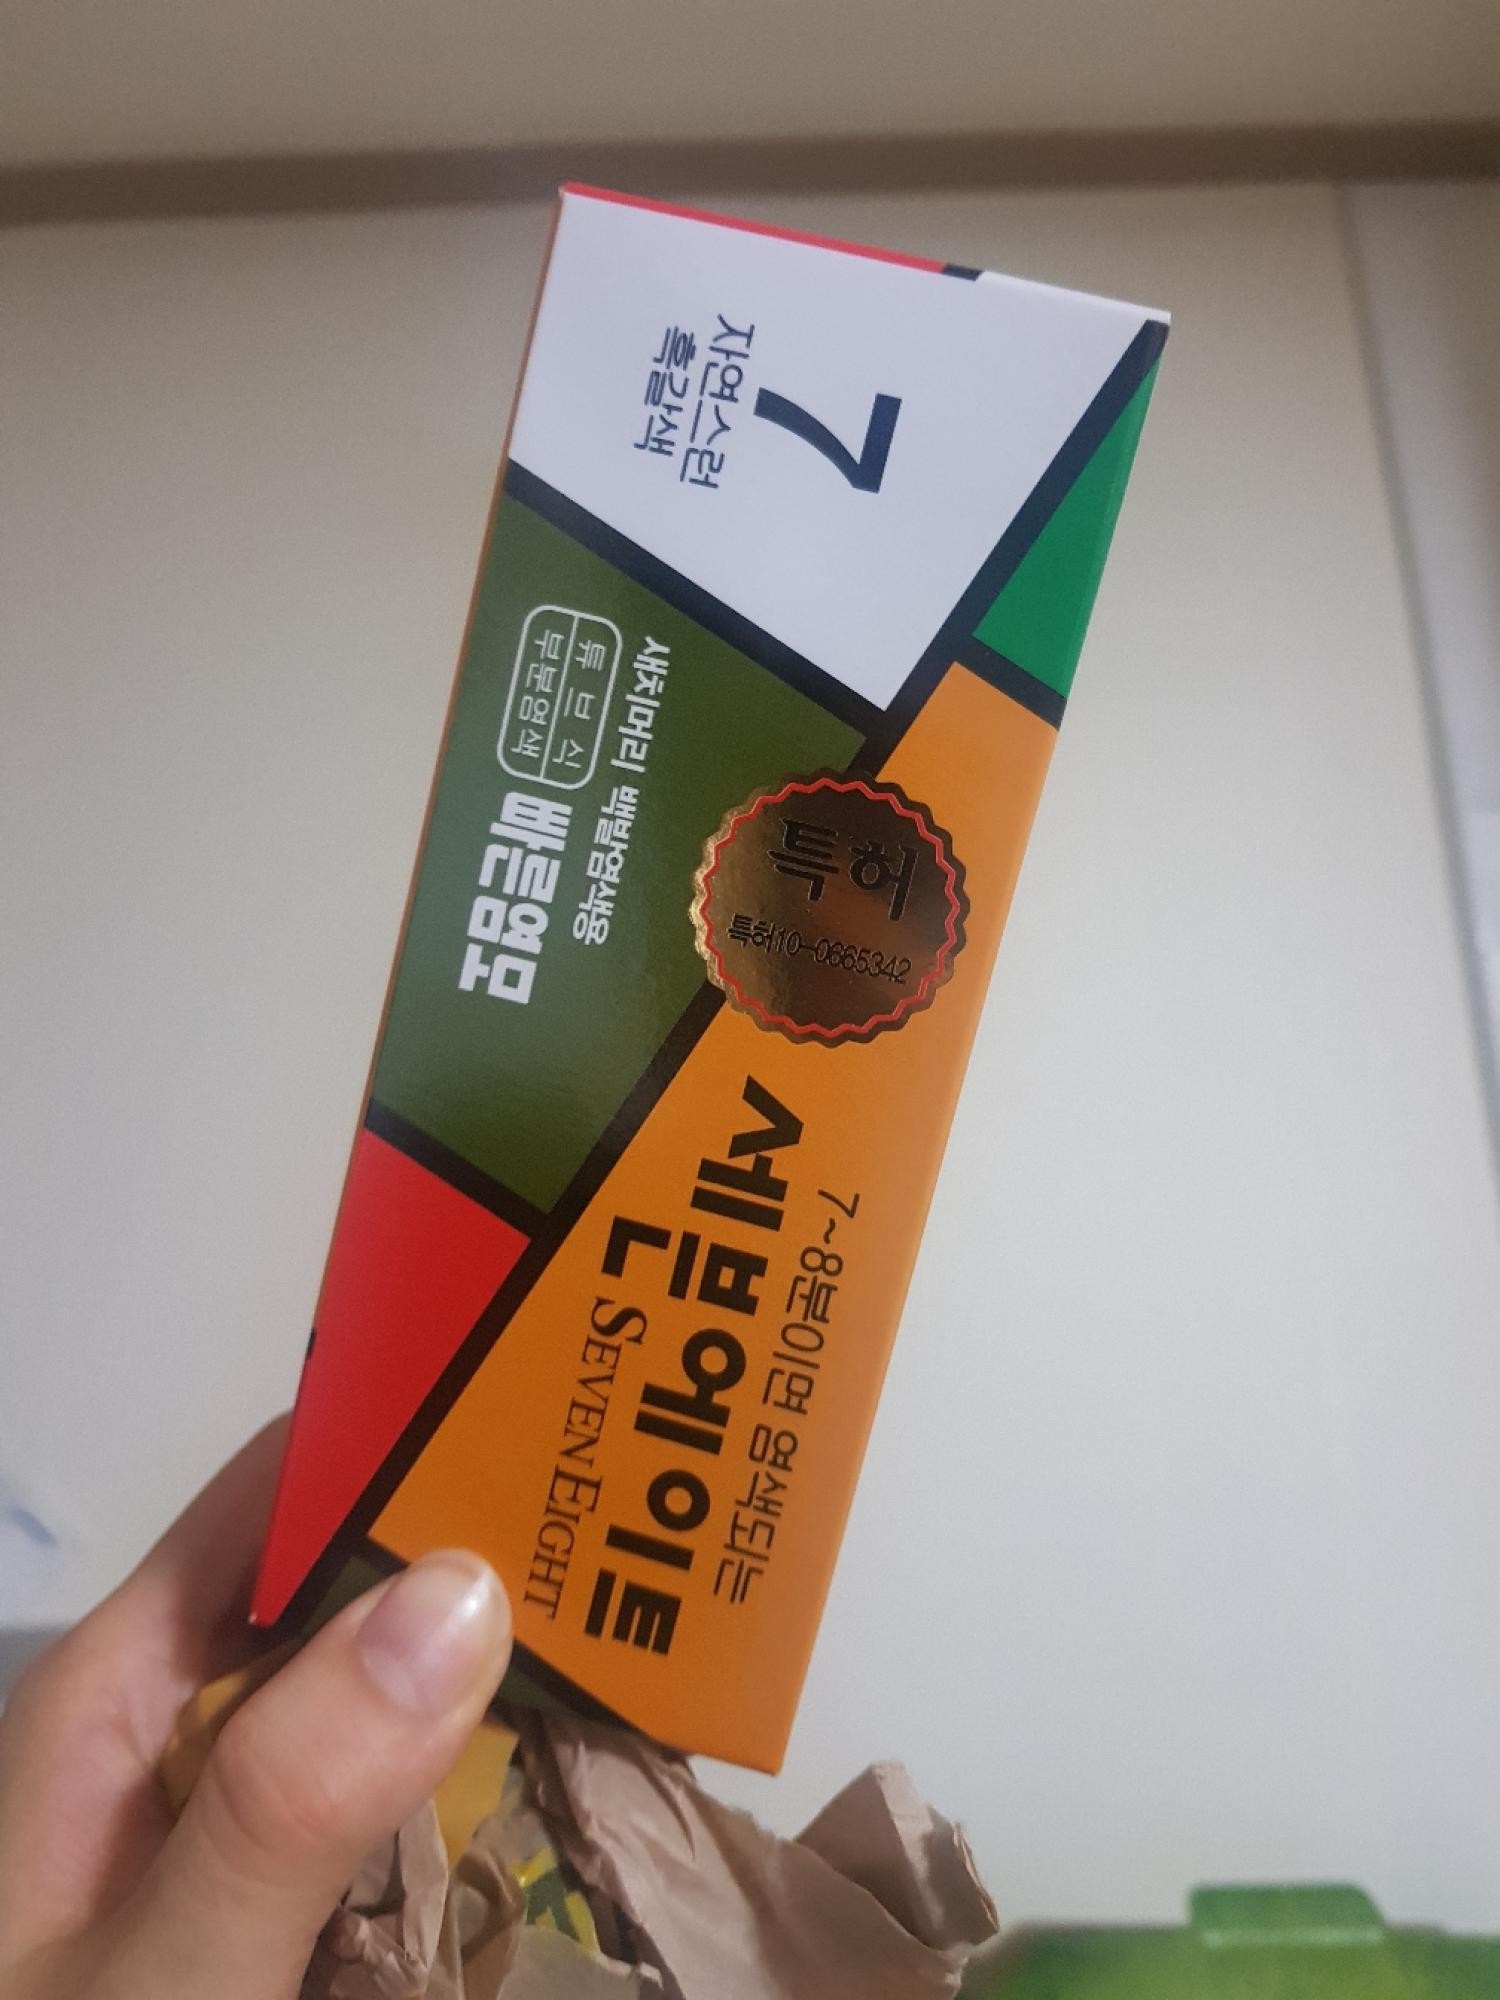 7
자연스런
흑갈색
새치머리 백발염색용
튜브식
부분염색
빠른염모
특허
특허10-0665342
7~8분이면 염색되는
세븐에이트
SEVEN EIGHT